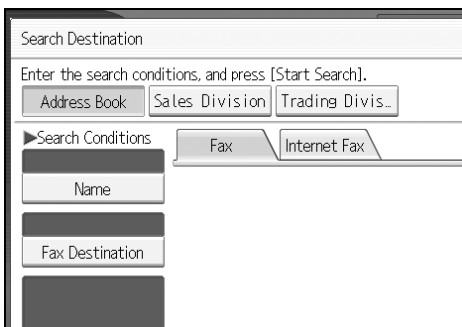 Search Destination
Enter the search conditions, and press [Start Search].
Address Book Sales Division Trading Divis…
▶Search Conditions Fax Internet Fax
Name
Fax Destination